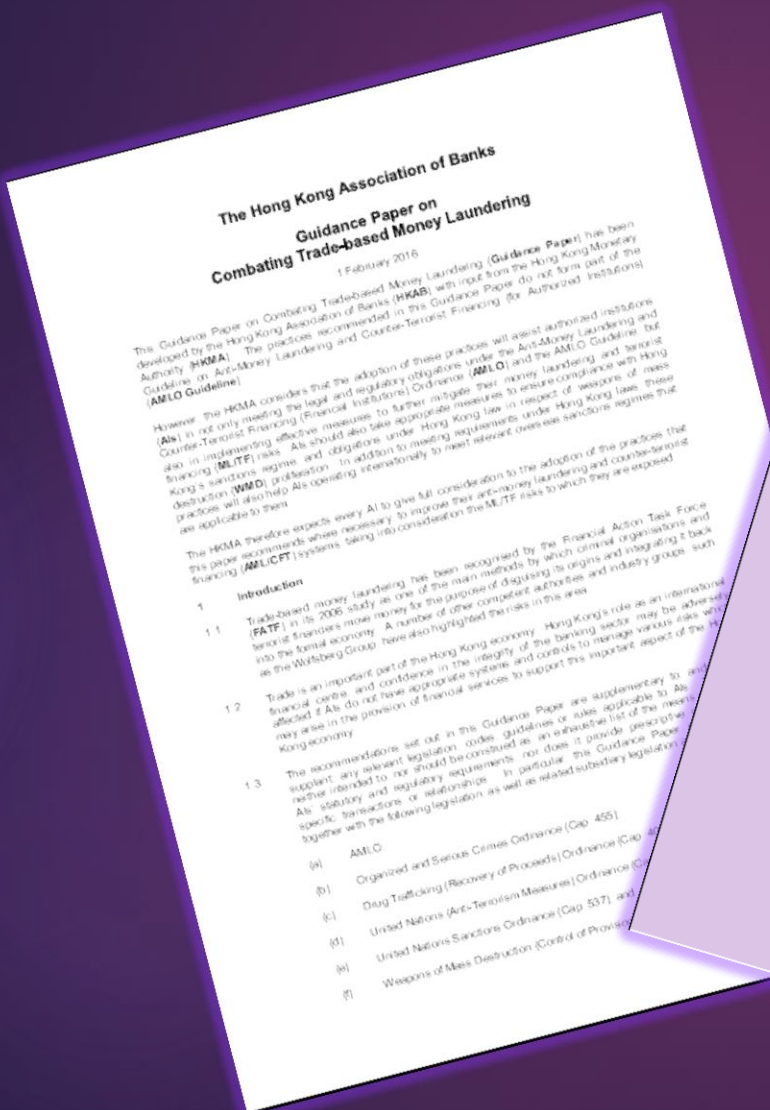 The Hong Kong Association of Banks
Guidance Paper on
Combating Trade-based Money Laundering
1 February 2016
The Guidance Paper on Combating Trade-based Money Laundering (Guidance Paper) has been
developed by the Hong Kong Association of Banks (HKAB) with input from the Hong Kong Monetary
Authority (HKMA). The practices recommended in this Guidance Paper do not form part of the
Guideline on Anti-Money Laundering and Counter-Terrorist Financing (for Authorized Institutions)
(AMLO Guideline)
However the HKMA considers that the adoption of these practices will assist authorized institutions
(AIs) in not only meeting the legal and regulatory obligations under the Anti-Money Laundering and
Counter-Terrorist Financing (Financial Institutions) Ordinance (AMLO) and the AMLO Guideline, but
also in implementing effective measures to further mitigate their money laundering and terrorist
financing (ML/TF) risks. AIs should also take appropriate measures to ensure compliance with Hong
Kong's sanctions regime and obligations under Hong Kong law in respect of weapons of mass
destruction (WMD) proliferation. In addition to meeting requirements under Hong Kong laws, these
practices will also help AIs operating internationally to meet relevant overseas sanctions regimes that
are applicable to them
The HKMA therefore expects every AI to give full consideration to the adoption of the practices that
this paper recommends where necessary to improve their anti-money laundering and counter-terrorist
financing (AML/CFT) systems, taking into consideration the ML/TF risks to which they are exposed
1 Introduction
1.1 Trade-based money laundering has been recognised by the Financial Action Task Force
(FATF) in its 2006 study as one of the main methods by which criminal organisations and
terrorist financiers move money for the purpose of disguising its origins and integrating it back
into the formal economy. A number of other competent authorities and industry groups, such
as the Wolfsberg Group, have also highlighted the risks in this area
1.2 Trade is an important part of the Hong Kong economy. Hong Kong's role as an international
financial centre, and confidence in the integrity of the banking sector may be adversely
affected if AIs do not have appropriate systems and controls to manage various risks which
may arise in the provision of financial services to support this important aspect of the
Kong economy
1.3 The recommendations set out in this Guidance Paper are supplementary to, and
supplant any relevant legislation, codes, guidelines or rules applicable to AIs
neither intended to nor should be construed as an exhaustive list of the means
AIs' statutory and regulatory requirements, nor does it provide prescriptive
specific transactions or relationships. In particular, this Guidance Paper
together with the following legislation as well as related subsidiary legislation
(a) AMLO
(b) Organized and Serious Crimes Ordinance (Cap. 455)
(c) Drug Trafficking (Recovery of Proceeds) Ordinance (Cap.
(d) United Nations (Anti-Terrorism Measures) Ordinance
(e) United Nations Sanctions Ordinance (Cap. 537), and
(f) Weapons of Mass Destruction (Control of